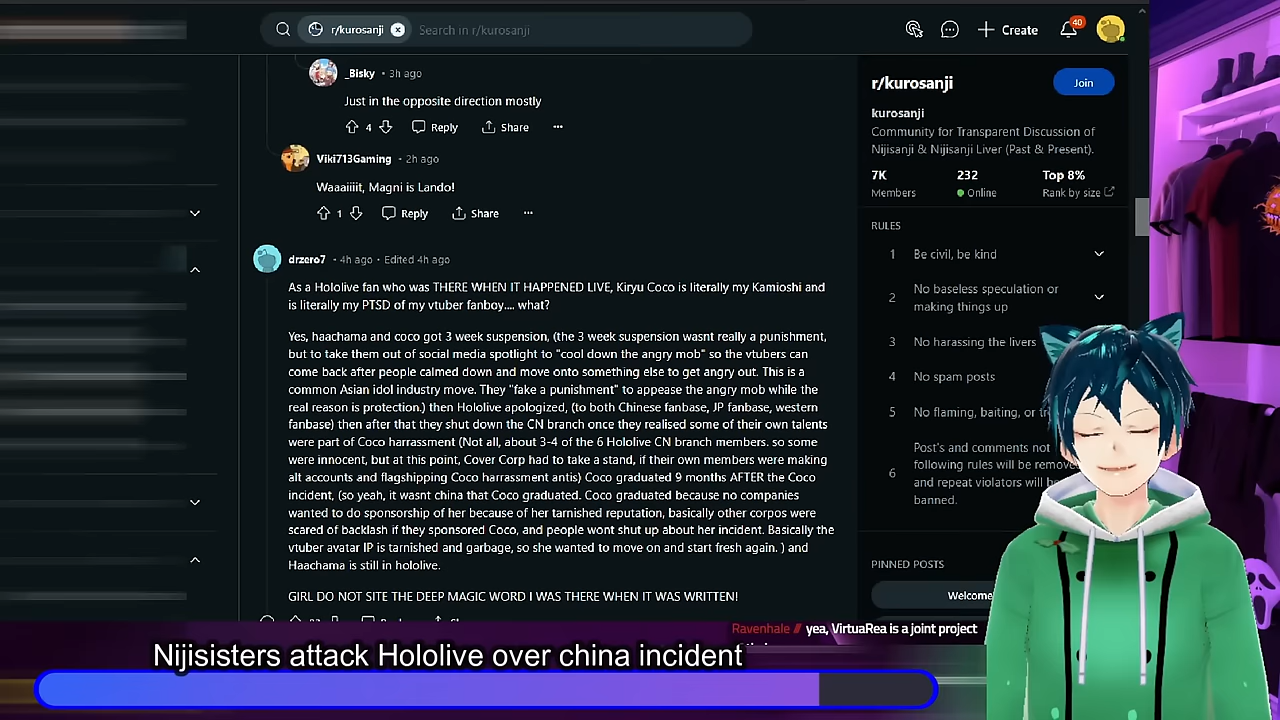 r/kurosanji
Search in r/kurosanji
Create
40
_Bisky • 3h ago
Just in the opposite direction mostly
4
Reply
Share
Viki713Gaming • 2h ago
Waaaiiit, Magni is Lando!
1
Reply
Share
drzero7 • 4h ago • Edited 4h ago
As a Hololive fan who was THERE WHEN IT HAPPENED LIVE, Kiryu Coco is literally my Kamioshi and
is literally my PTSD of my vtuber fanboy.... what?
Yes, haachama and coco got 3 week suspension, (the 3 week suspension wasnt really a punishment,
but to take them out of social media spotlight to "cool down the angry mob" so the vtubers can
come back after people calmed down and move onto something else to get angry out. This is a
common Asian idol industry move. They "fake a punishment" to appease the angry mob while the
real reason is protection.) then Hololive apologized, (to both Chinese fanbase, JP fanbase, western
fanbase) then after that they shut down the CN branch once they realised some of their own talents
were part of Coco harrassment (Not all, about 3-4 of the 6 Hololive CN branch members. so some
were innocent, but at this point, Cover Corp had to take a stand, if their own members were making
alt accounts and flagshipping Coco harrassment antis) Coco graduated 9 months AFTER the Coco
incident, (so yeah, it wasnt china that Coco graduated. Coco graduated because no companies
wanted to do sponsorship of her because of her tarnished reputation, basically other corpos were
scared of backlash if they sponsored Coco, and people wont shut up about her incident. Basically the
vtuber avatar IP is tarnished and garbage, so she wanted to move on and start fresh again. ) and
Haachama is still in hololive.
GIRL DO NOT SITE THE DEEP MAGIC WORD I WAS THERE WHEN IT WAS WRITTEN!
r/kurosanji
Join
kurosanji
Community for Transparent Discussion of
Nijisanji & Nijisanji Liver (Past & Present).
7K
232
Top 8%
Members
Online
Rank by size
RULES
1 Be civil, be kind
2 No baseless speculation or
making things up
3 No harassing the livers
4 No spam posts
5 No flaming, baiting, or
6 Post's and comments not
following rules will be
and repeat violators will be
banned.
PINNED POSTS
Welcome
Ravenhale // yea, VirtuaRea is a joint project
Nijisisters attack Hololive over china incident